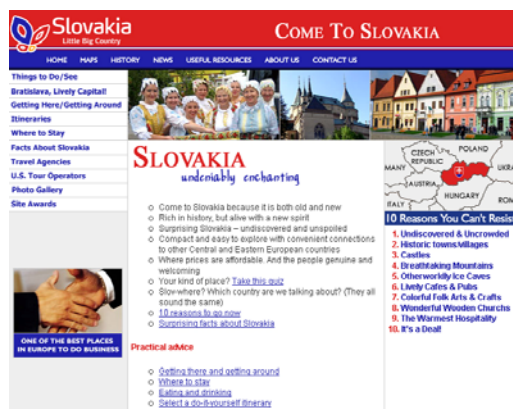 Slovakia
Little Big Country
COME TO SLOVAKIA
HOME MAPS HISTORY NEWS USEFUL RESOURCES ABOUT US CONTACT US
Things to Do/See
Bratislava, Lively Capital!
Getting Here/Getting Around
Itineraries
Where to Stay
Facts About Slovakia
Travel Agencies
U.S. Tour Operators
Photo Gallery
Site Awards
ONE OF THE BEST PLACES
IN EUROPE TO DO BUSINESS
SLOVAKIA
undeniably enchanting
Come to Slovakia because it is both old and new
Rich in history, but alive with a new spirit
Surprising Slovakia – undiscovered and unspoiled
Compact and easy to explore with convenient connections
to other Central and Eastern European countries
Where prices are affordable. And the people genuine and
welcoming
Your kind of place? Take this quiz
Slov-where? Which country are we talking about? (They all
sound the same)
10 reasons to go now
Surprising facts about Slovakia
Practical advice
Getting there and getting around
Where to stay
Eating and drinking
Select a do-it-yourself itinerary
CZECH
REPUBLIC
POLAND
UKRA
MANY
AUSTRIA
HUNGARY
ITALY
ROM
10 Reasons You Can't Resist
1. Undiscovered & Uncrowded
2. Historic towns/villages
3. Castles
4. Breathtaking Mountains
5. Otherworldly Ice Caves
6. Lively Cafes & Pubs
7. Colorful Folk Arts & Crafts
8. Wonderful Wooden Churchs
9. The Warmest Hospitality
10. It's a Deal!